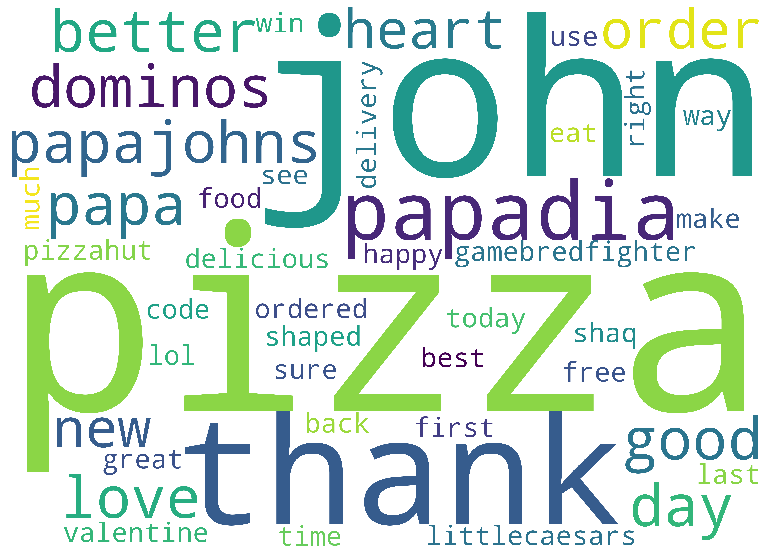 better
win
john
heart
use
order
dominos
delivery
right
way
eat
papajohns
see
much
papa
food
papadia
make
pizzahut
delicious
happy
gamebredfighter
pizza
code
ordered
today
shaq
lol
shaped
sure
best
free
new
thank
back
first
good
great
last
love
day
valentine
time
littlecaesars